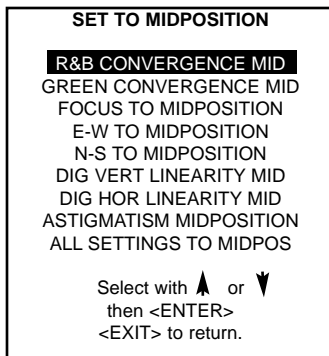 SET TO MIDPOSITION
R&B CONVERGENCE MID
GREEN CONVERGENCE MID
FOCUS TO MIDPOSITION
E-W TO MIDPOSITION
N-S TO MIDPOSITION
DIG VERT LINEARITY MID
DIG HOR LINEARITY MID
ASTIGMATISM MIDPOSITION
ALL SETTINGS TO MIDPOS
Select with or
then <ENTER>
<EXIT> to return.